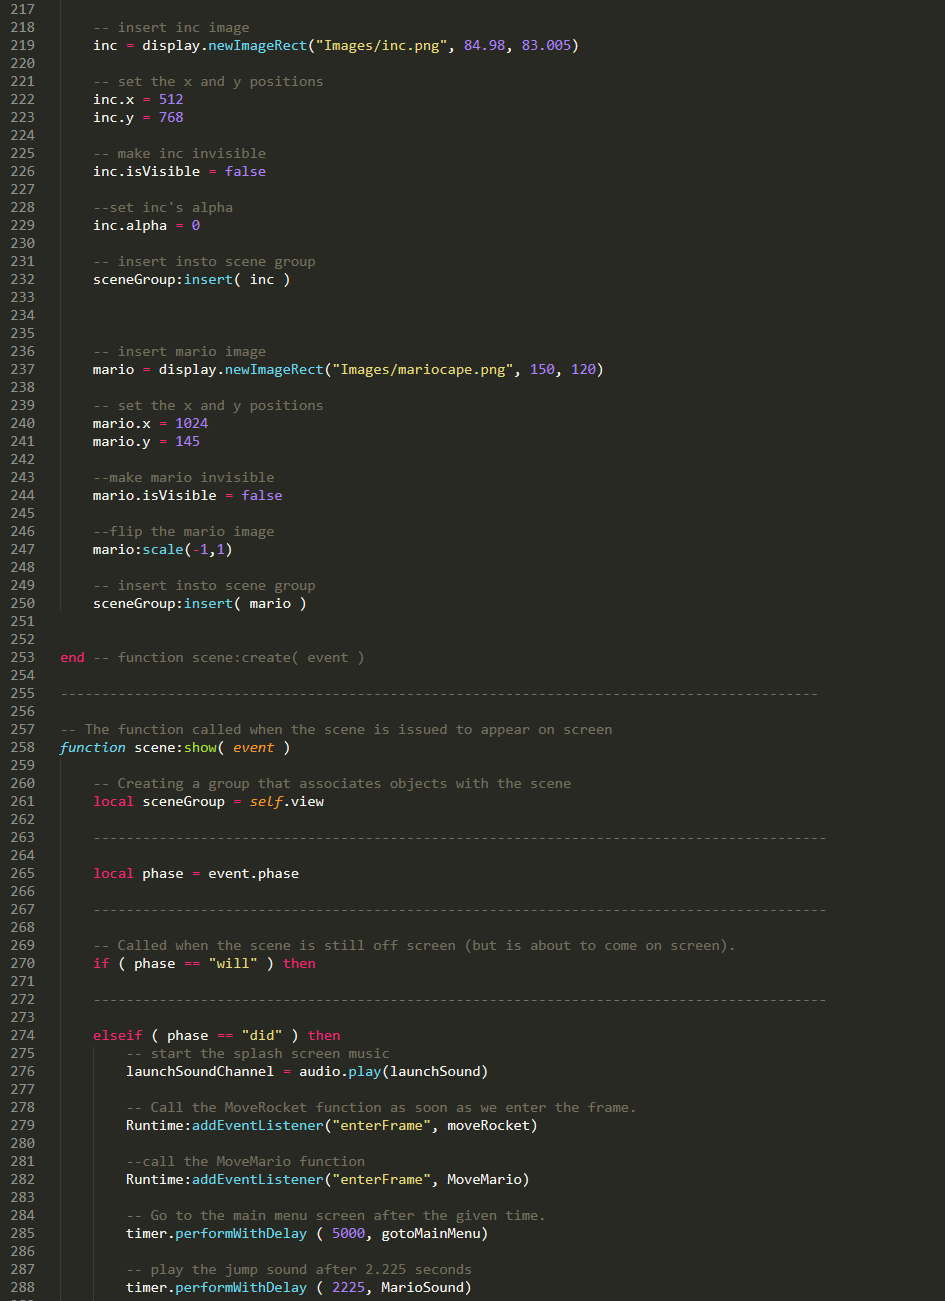 217
218 -- insert inc image
219 inc = display.newImageRect("Images/inc.png", 84.98, 83.005)
220
221 -- set the x and y positions
222 inc.x = 512
223 inc.y = 768
224
225 -- make inc invisible
226 inc.isVisible = false
227
228 --set inc's alpha
229 inc.alpha = 0
230
231 -- insert insto scene group
232 sceneGroup:insert( inc )
233
234
235
236 -- insert mario image
237 mario = display.newImageRect("Images/mariocape.png", 150, 120)
238
239 -- set the x and y positions
240 mario.x = 1024
241 mario.y = 145
242
243 --make mario invisible
244 mario.isVisible = false
245
246 --flip the mario image
247 mario:scale(-1,1)
248
249 -- insert insto scene group
250 sceneGroup:insert( mario )
251
252
253 end -- function scene:create( event )
254
255 --------------------------------------------------------------------------------------------
256
257 -- The function called when the scene is issued to appear on screen
258 function scene:show( event )
259
260 -- Creating a group that associates objects with the scene
261 local sceneGroup = self.view
262
263 -----------------------------------------------------------------------------------------
264
265 local phase = event.phase
266
267 -----------------------------------------------------------------------------------------
268
269 -- Called when the scene is still off screen (but is about to come on screen).
270 if ( phase == "will" ) then
271
272 -----------------------------------------------------------------------------------------
273
274 elseif ( phase == "did" ) then
275 -- start the splash screen music
276 launchSoundChannel = audio.play(launchSound)
277
278 -- Call the MoveRocket function as soon as we enter the frame.
279 Runtime:addEventListener("enterFrame", moveRocket)
280
281 --call the MoveMario function
282 Runtime:addEventListener("enterFrame", MoveMario)
283
284 -- Go to the main menu screen after the given time.
285 timer.performWithDelay ( 5000, gotoMainMenu)
286
287 -- play the jump sound after 2.225 seconds
288 timer.performWithDelay ( 2225, MarioSound)